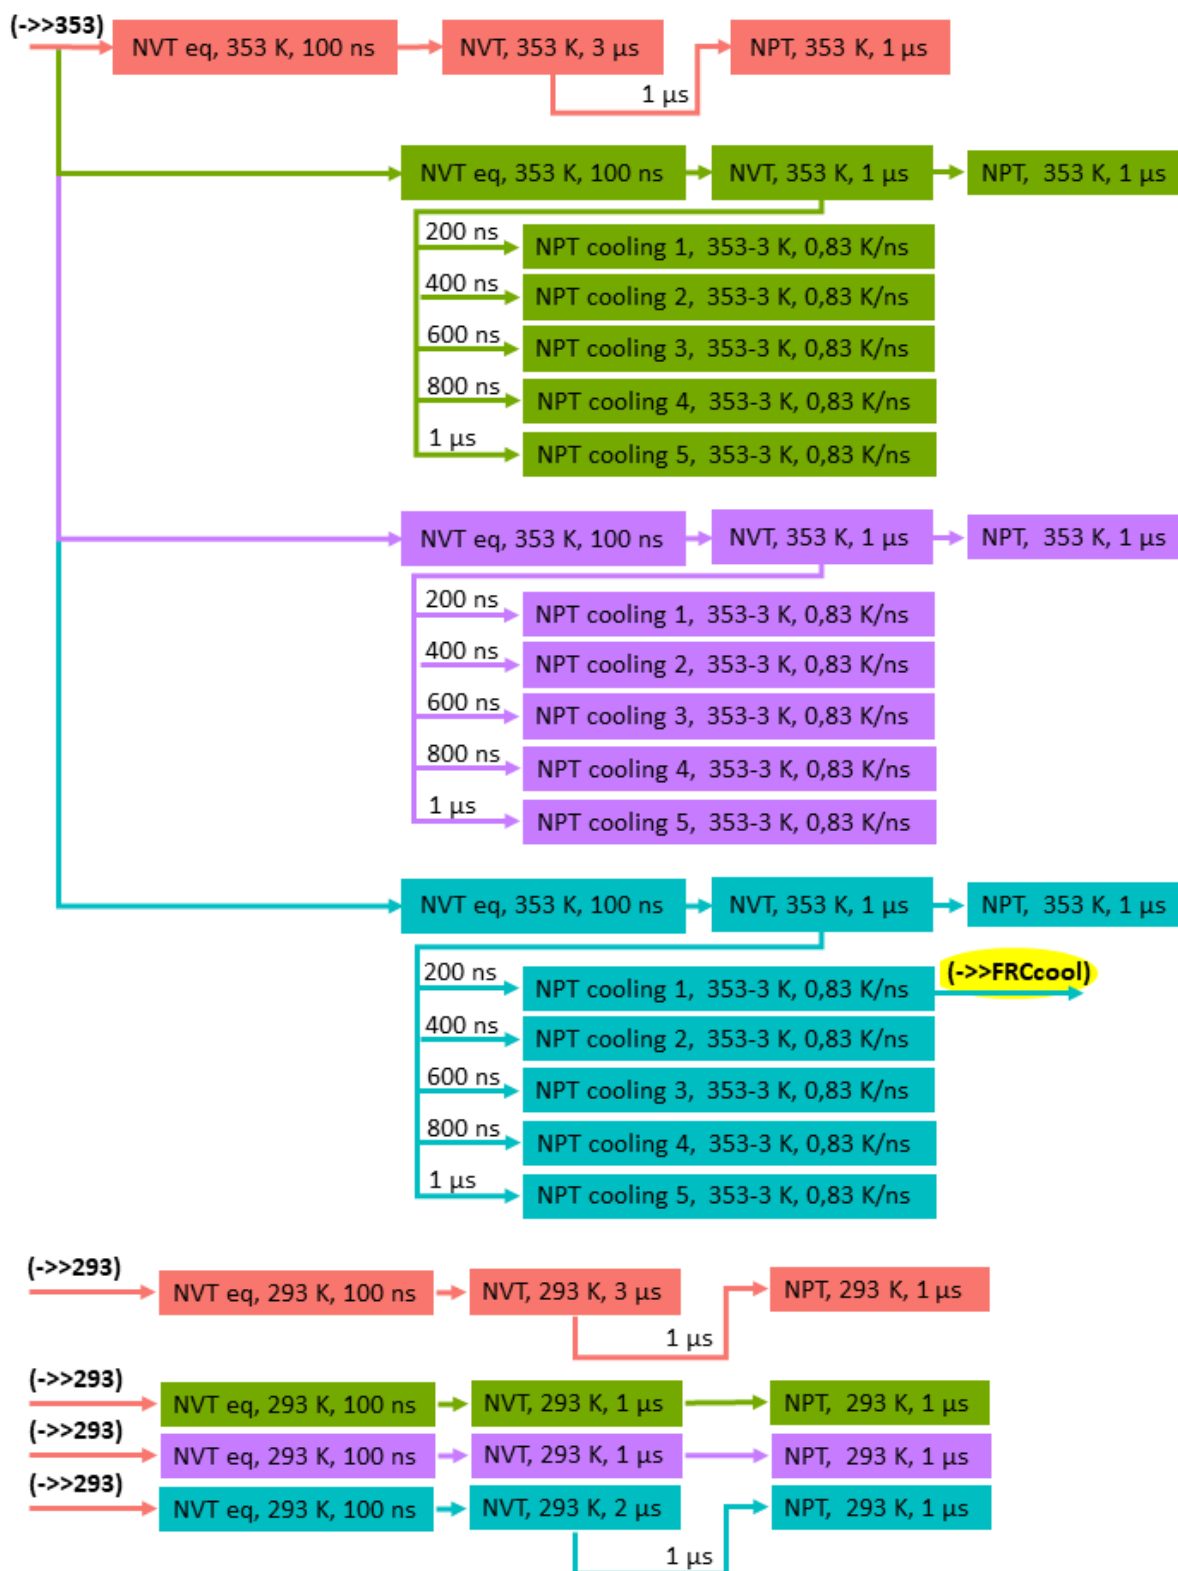 (->>353)
NVT eq, 353 K, 100 ns
NVT, 353 K, 3 µs
NPT, 353 K, 1 µs
1 µs
NVT eq, 353 K, 100 ns
NVT, 353 K, 1 µs
NPT, 353 K, 1 µs
200 ns
NPT cooling 1, 353-3 K, 0,83 K/ns
400 ns
NPT cooling 2, 353-3 K, 0,83 K/ns
600 ns
NPT cooling 3, 353-3 K, 0,83 K/ns
800 ns
NPT cooling 4, 353-3 K, 0,83 K/ns
1 µs
NPT cooling 5, 353-3 K, 0,83 K/ns
NVT eq, 353 K, 100 ns
NVT, 353 K, 1 µs
NPT, 353 K, 1 µs
200 ns
NPT cooling 1, 353-3 K, 0,83 K/ns
400 ns
NPT cooling 2, 353-3 K, 0,83 K/ns
600 ns
NPT cooling 3, 353-3 K, 0,83 K/ns
800 ns
NPT cooling 4, 353-3 K, 0,83 K/ns
1 µs
NPT cooling 5, 353-3 K, 0,83 K/ns
NVT eq, 353 K, 100 ns
NVT, 353 K, 1 µs
NPT, 353 K, 1 µs
200 ns
NPT cooling 1, 353-3 K, 0,83 K/ns
(->>FRCcool)
400 ns
NPT cooling 2, 353-3 K, 0,83 K/ns
600 ns
NPT cooling 3, 353-3 K, 0,83 K/ns
800 ns
NPT cooling 4, 353-3 K, 0,83 K/ns
1 µs
NPT cooling 5, 353-3 K, 0,83 K/ns
(->>293)
NVT eq, 293 K, 100 ns
NVT, 293 K, 3 µs
NPT, 293 K, 1 µs
1 µs
(->>293)
NVT eq, 293 K, 100 ns
NVT, 293 K, 1 µs
NPT, 293 K, 1 µs
(->>293)
NVT eq, 293 K, 100 ns
NVT, 293 K, 1 µs
NPT, 293 K, 1 µs
(->>293)
NVT eq, 293 K, 100 ns
NVT, 293 K, 2 µs
NPT, 293 K, 1 µs
1 µs